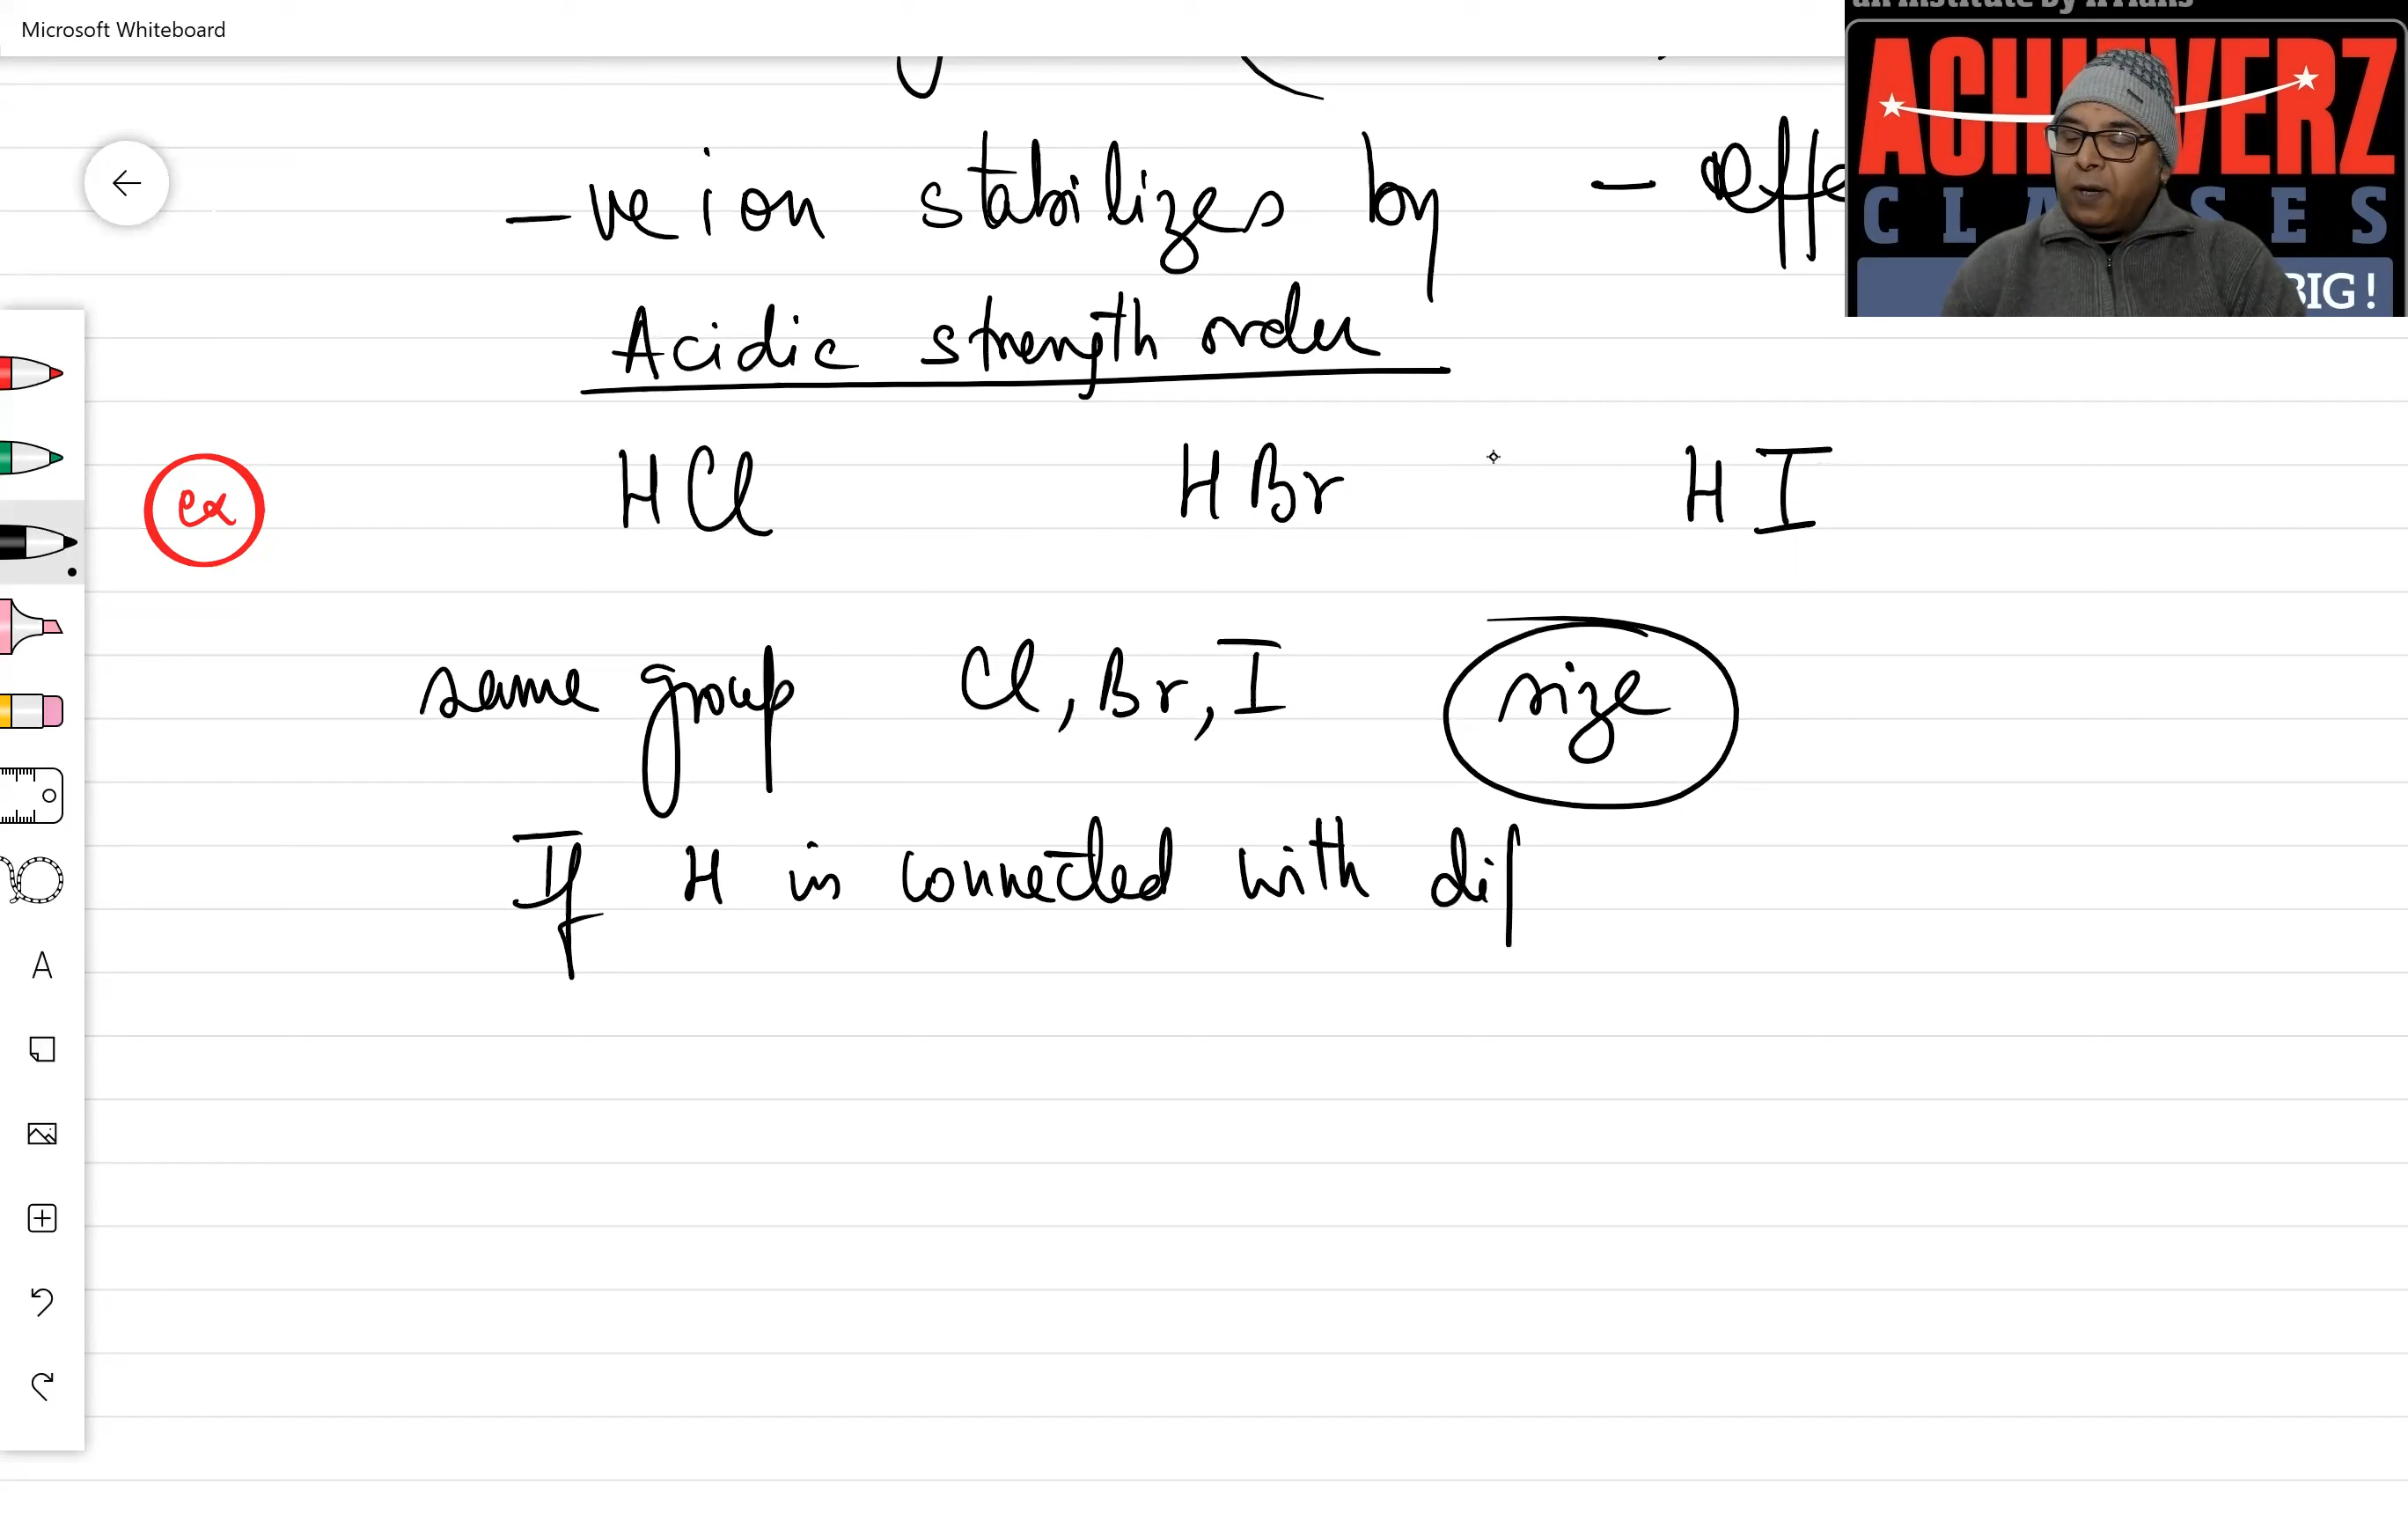 Microsoft Whiteboard
ACHIEVERZ
CLASSES
BIG!
-ve ion stabilizes by - effe
Acidic strength order
ex HCl HBr HI
same group Cl, Br, I size
If H is connected with dif
A